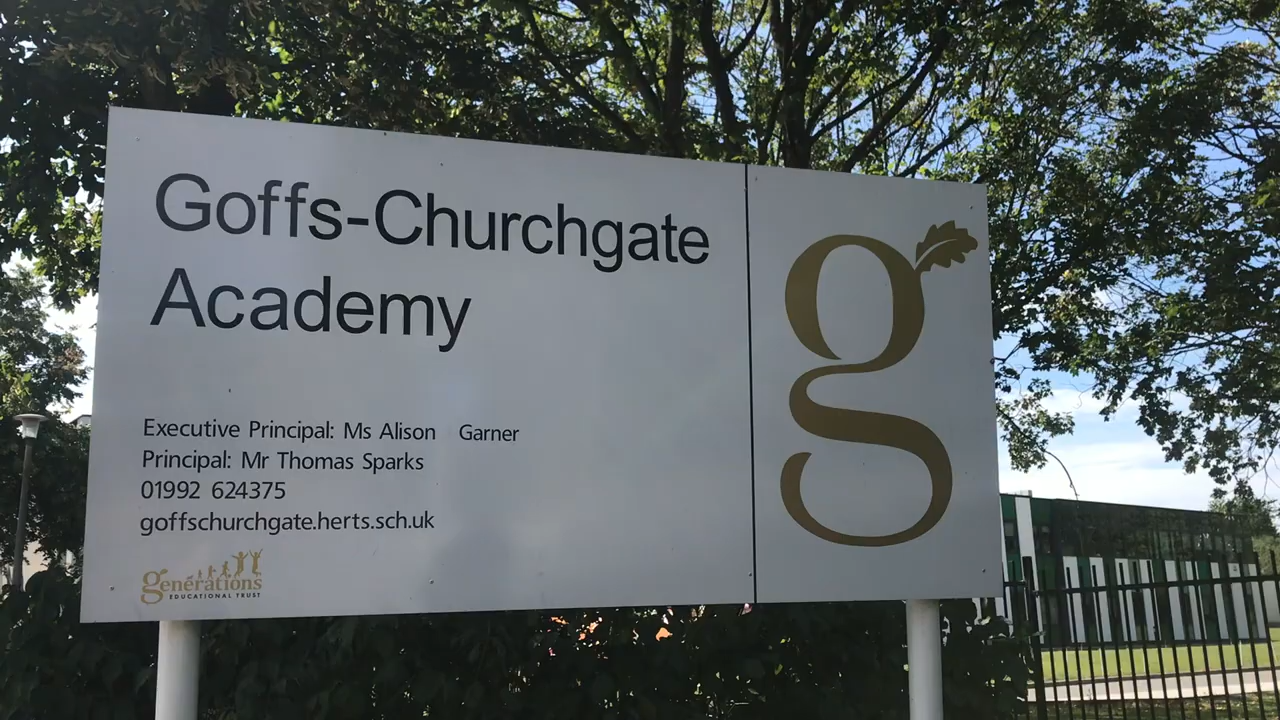 Goffs-Churchgate
Academy
Executive Principal: Ms Alison Garner
Principal: Mr Thomas Sparks
01992 624375
goffschurchgate.herts.sch.uk
generations
EDUCATIONAL TRUST
g